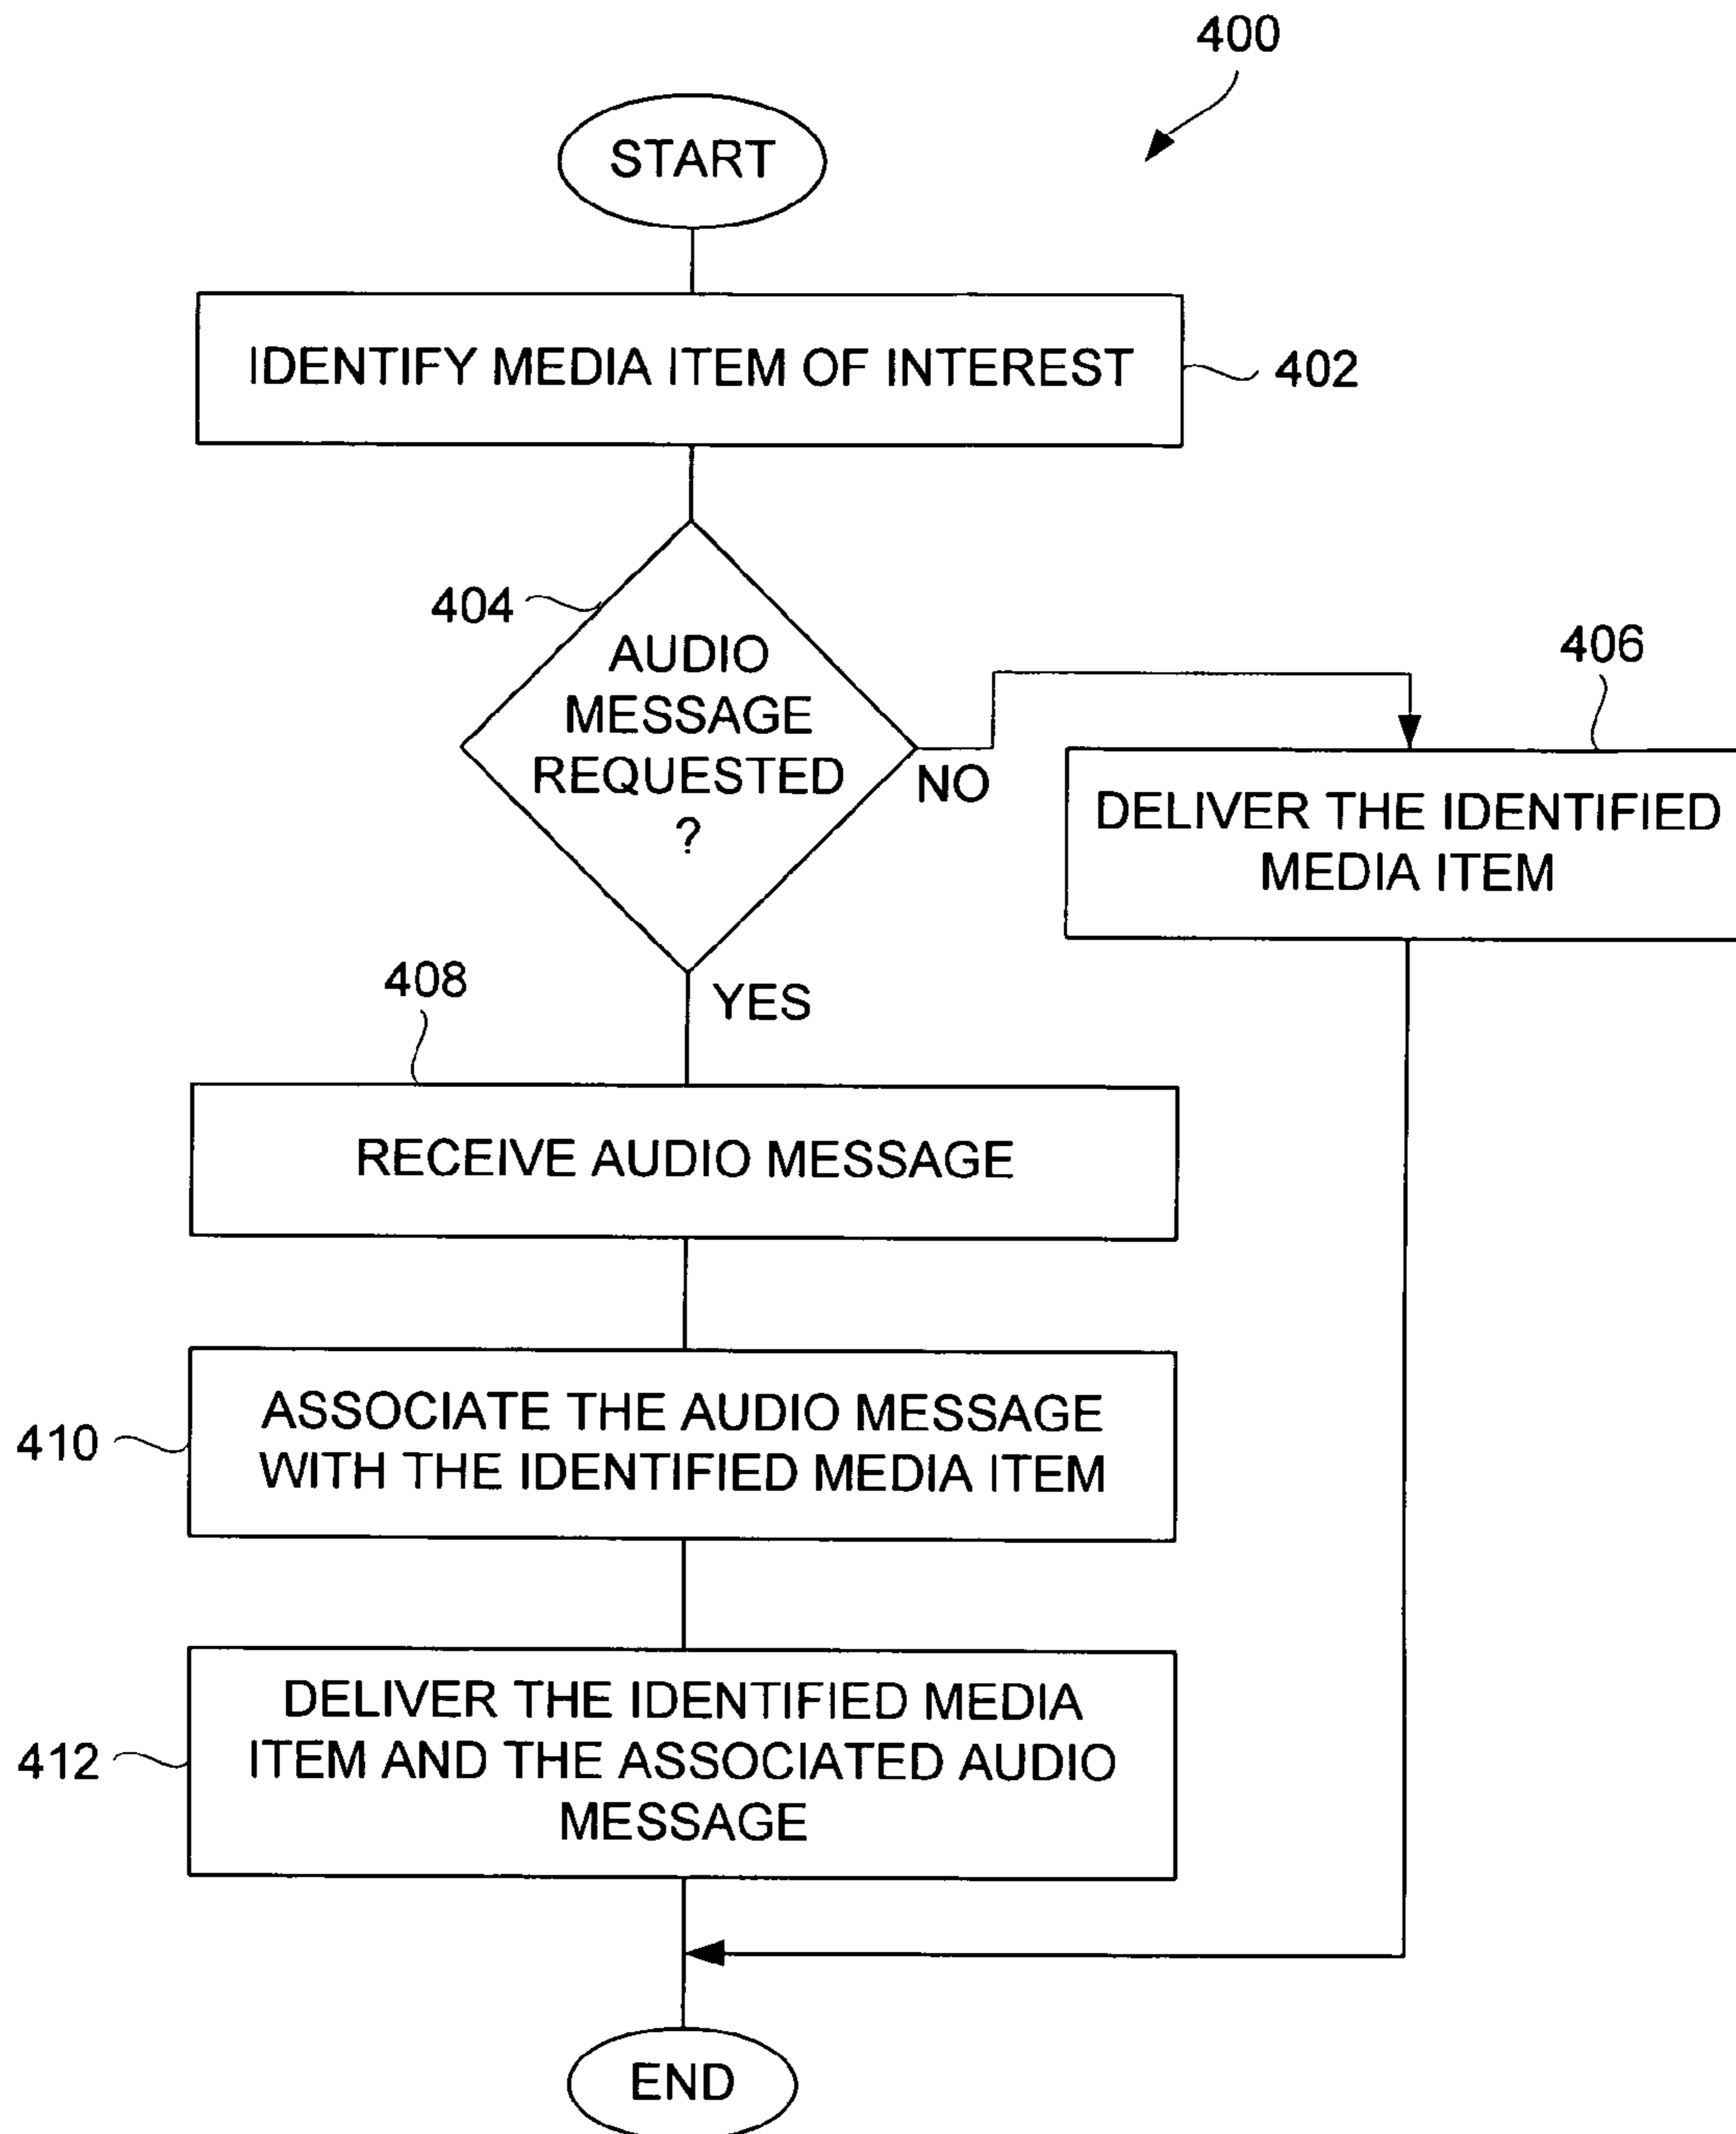 400
START
IDENTIFY MEDIA ITEM OF INTEREST
402
404
AUDIO
MESSAGE
REQUESTED
?
NO
406
DELIVER THE IDENTIFIED
MEDIA ITEM
YES
408
RECEIVE AUDIO MESSAGE
410
ASSOCIATE THE AUDIO MESSAGE
WITH THE IDENTIFIED MEDIA ITEM
412
DELIVER THE IDENTIFIED MEDIA
ITEM AND THE ASSOCIATED AUDIO
MESSAGE
END